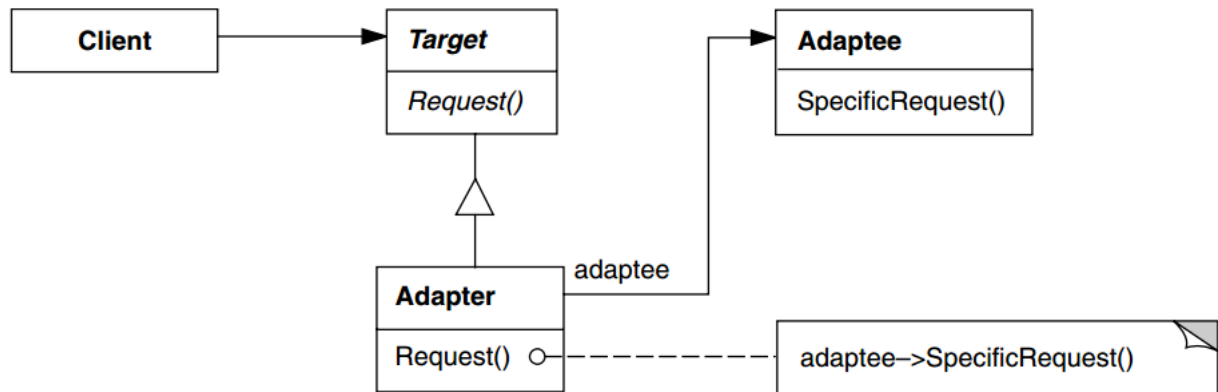 Client
Target
Request()
Adaptee
SpecificRequest()
adaptee
Adapter
Request()
adaptee–>SpecificRequest()